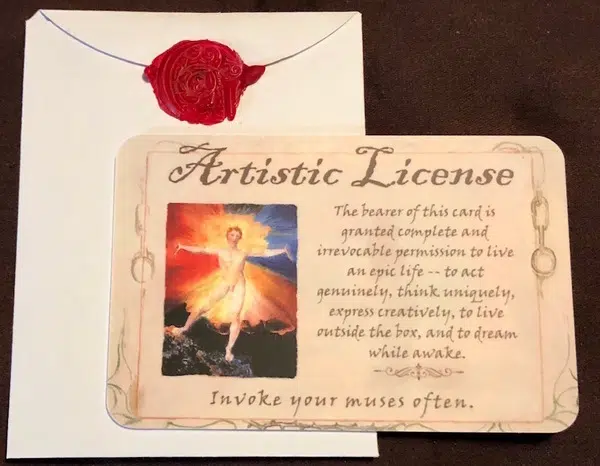 Artistic License
The bearer of this card is
granted complete and
irrevocable permission to live
an epic life -- to act
genuinely, think uniquely,
express creatively, to live
outside the box, and to dream
while awake.
Invoke your muses often.